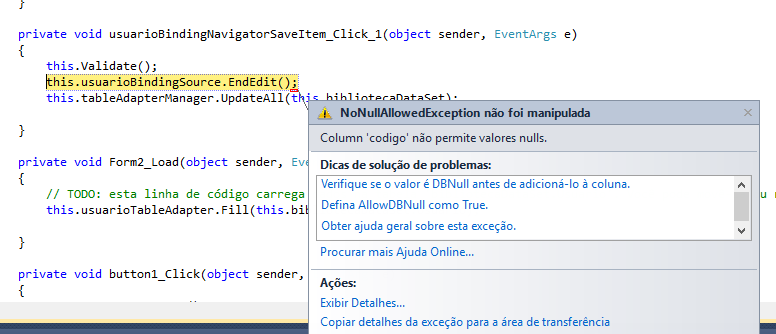 }
private void usuarioBindingNavigatorSaveItem_Click_1(object sender, EventArgs e)
{
this.Validate();
this.usuarioBindingSource.EndEdit();
this.tableAdapterManager.UpdateAll(this.bibliotecaDataSet);
}
NoNullAllowedException não foi manipulada
Column 'codigo' não permite valores nulls.
Dicas de solução de problemas:
Verifique se o valor é DBNull antes de adicioná-lo à coluna.
Defina AllowDBNull como True.
Obter ajuda geral sobre esta exceção.
Procurar mais Ajuda Online...
Ações:
Exibir Detalhes...
Copiar detalhes da exceção para a área de transferência
private void Form2_Load(object sender, Eve
{
// TODO: esta linha de código carrega
this.usuarioTableAdapter.Fill(this.bib
}
private void button1_Click(object sender,
{